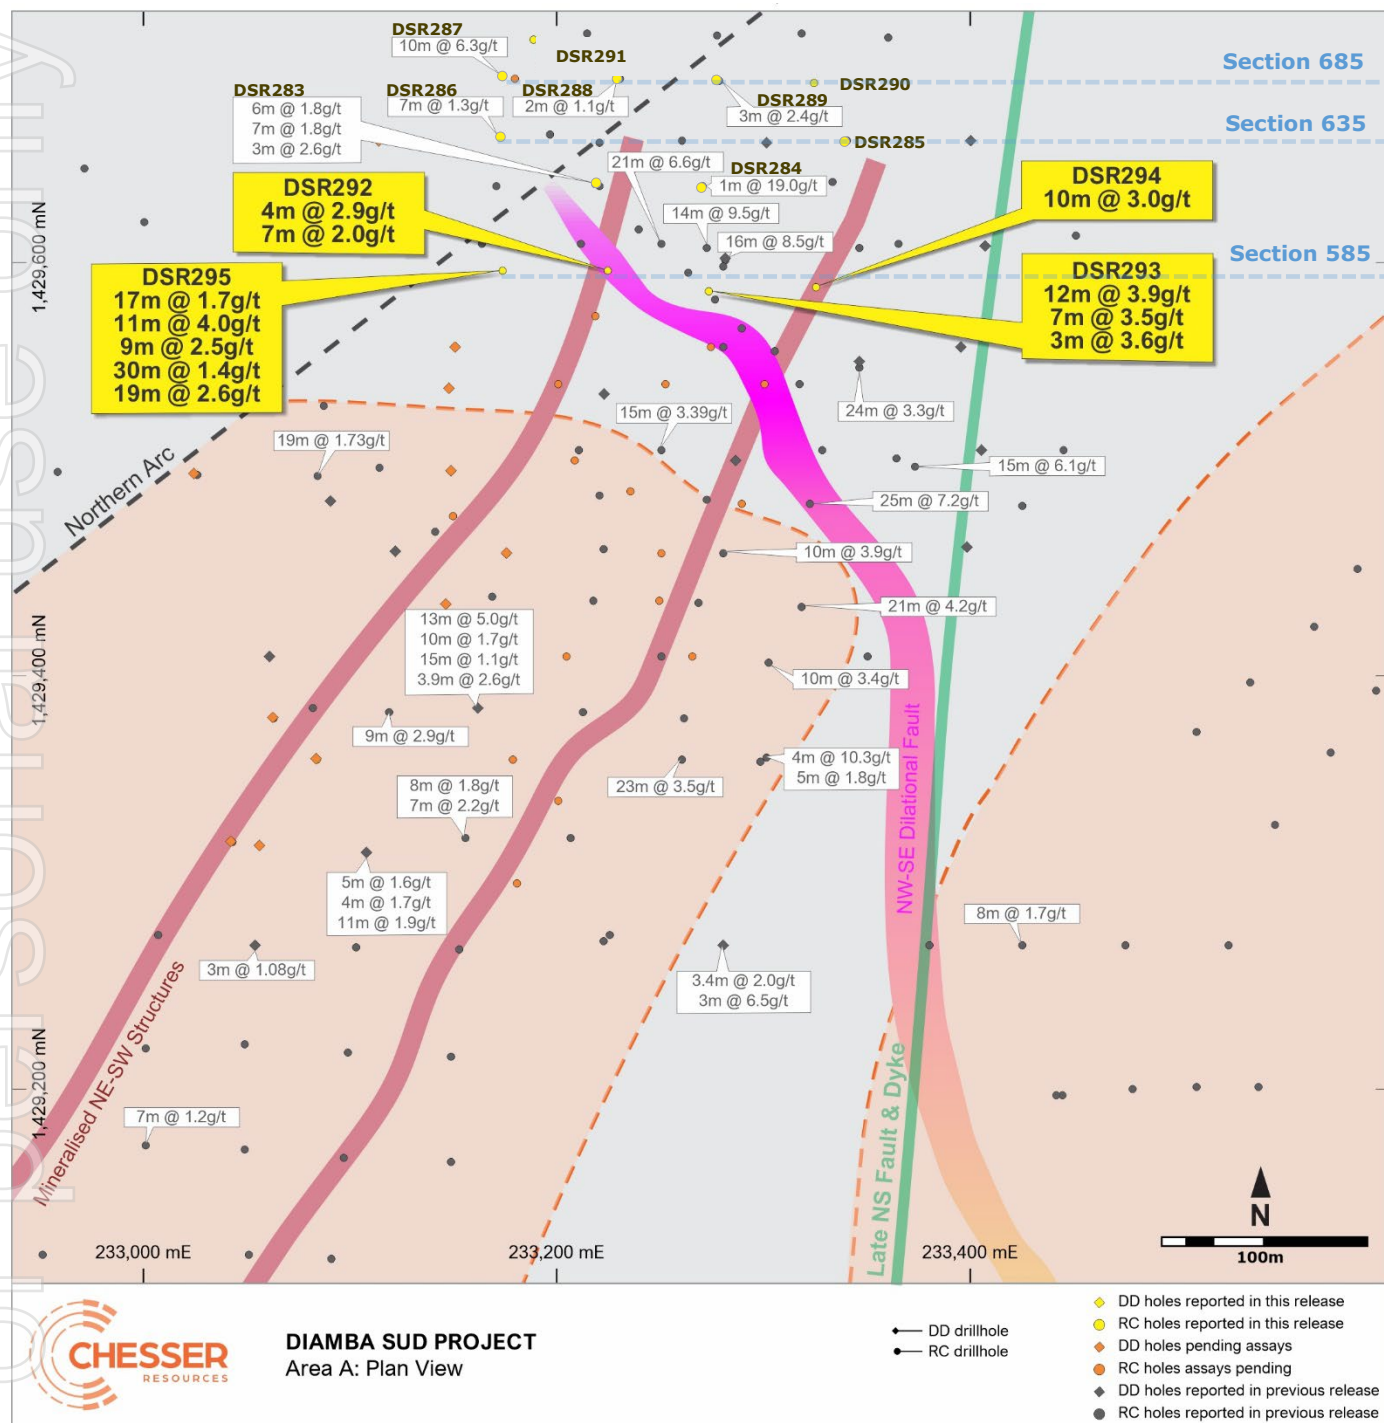 DSR287
10m @ 6.3g/t
DSR291
Section 685
DSR283
6m @ 1.8g/t
7m @ 1.8g/t
3m @ 2.6g/t
DSR286
7m @ 1.3g/t
DSR288
2m @ 1.1g/t
DSR289
3m @ 2.4g/t
DSR290
Section 635
DSR285
21m @ 6.6g/t
DSR284
1m @ 19.0g/t
DSR292
4m @ 2.9g/t
7m @ 2.0g/t
DSR294
10m @ 3.0g/t
14m @ 9.5g/t
16m @ 8.5g/t
1,429,600 mN
Section 585
DSR295
17m @ 1.7g/t
11m @ 4.0g/t
9m @ 2.5g/t
30m @ 1.4g/t
19m @ 2.6g/t
DSR293
12m @ 3.9g/t
7m @ 3.5g/t
3m @ 3.6g/t
15m @ 3.39g/t
24m @ 3.3g/t
19m @ 1.73g/t
15m @ 6.1g/t
Northern Arc
25m @ 7.2g/t
10m @ 3.9g/t
21m @ 4.2g/t
13m @ 5.0g/t
10m @ 1.7g/t
15m @ 1.1g/t
3.9m @ 2.6g/t
1,429,400 mN
10m @ 3.4g/t
9m @ 2.9g/t
NW-SE Dilational Fault
4m @ 10.3g/t
5m @ 1.8g/t
8m @ 1.8g/t
7m @ 2.2g/t
23m @ 3.5g/t
5m @ 1.6g/t
4m @ 1.7g/t
11m @ 1.9g/t
8m @ 1.7g/t
3m @ 1.08g/t
3.4m @ 2.0g/t
3m @ 6.5g/t
Mineralised NE-SW Structures
1,429,200 mN
7m @ 1.2g/t
Late NS Fault & Dyke
N
100m
233,000 mE
233,200 mE
233,400 mE
CHESSER
RESOURCES
DIAMBA SUD PROJECT
Area A: Plan View
DD drillhole
RC drillhole
DD holes reported in this release
RC holes reported in this release
DD holes pending assays
RC holes assays pending
DD holes reported in previous release
RC holes reported in previous release